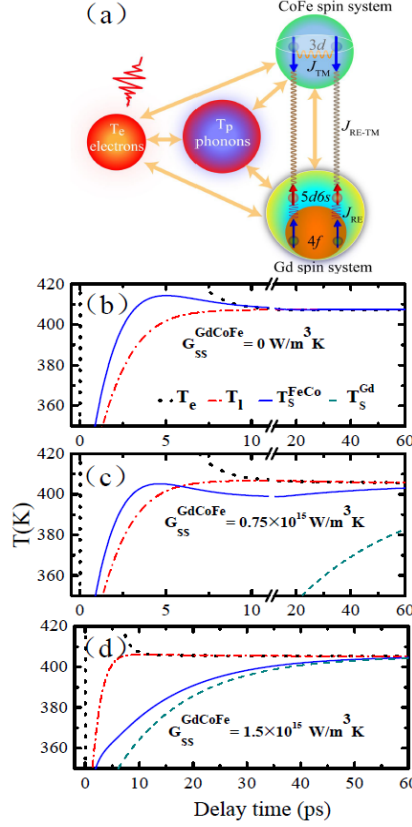 (a)
CoFe spin system
3d
J_TM
T_e
electrons
T_p
phonons
J_RE-TM
5d6s
J_RE
4f
Gd spin system
(b)
420
400
380
360
G_SS^GdCoFe = 0 W/m^3K
T_e T_l T_S^FeCo T_S^Gd
0 5 10 20 40 60
(c)
420
400
380
360
T(K)
G_SS^GdCoFe = 0.75×10^15 W/m^3K
0 5 10 20 40 60
(d)
420
400
380
360
G_SS^GdCoFe = 1.5×10^15 W/m^3K
0 10 20 30 40 50 60
Delay time (ps)